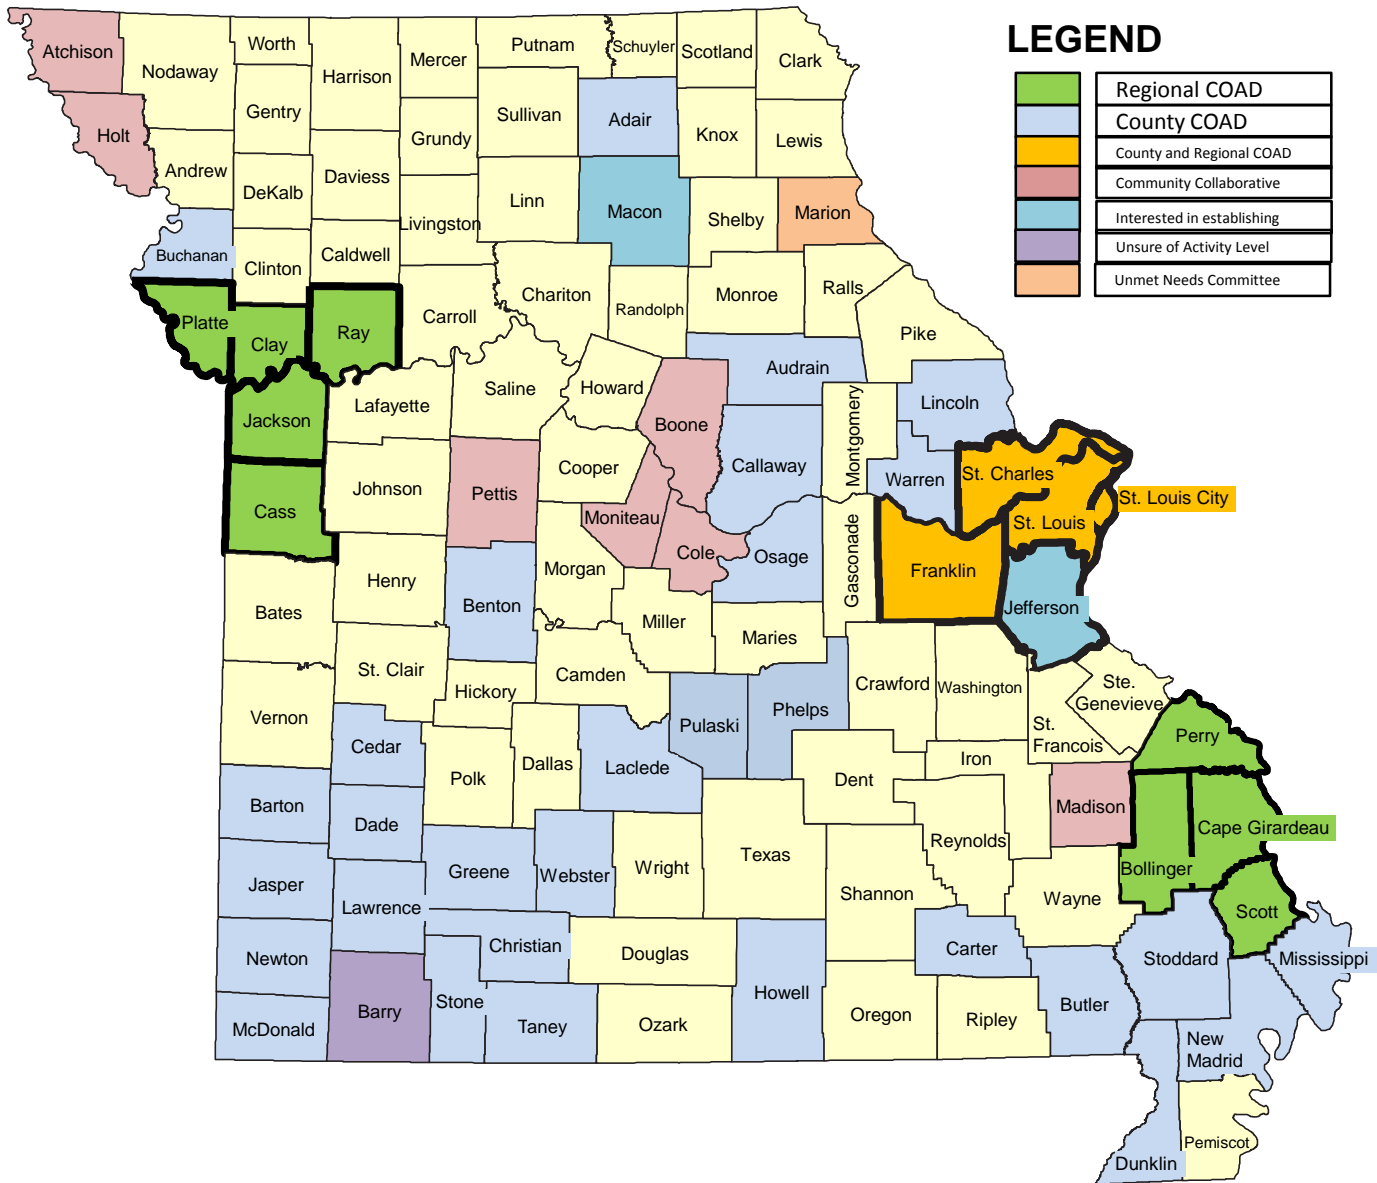 LEGEND
Regional COAD
County COAD
County and Regional COAD
Community Collaborative
Interested in establishing
Unsure of Activity Level
Unmet Needs Committee
Atchison
Nodaway
Worth
Harrison
Mercer
Putnam
Schuyler
Scotland
Clark
Holt
Gentry
Grundy
Sullivan
Adair
Knox
Lewis
Andrew
DeKalb
Daviess
Livingston
Linn
Macon
Shelby
Marion
Buchanan
Clinton
Caldwell
Carroll
Chariton
Randolph
Monroe
Ralls
Pike
Platte
Clay
Ray
Jackson
Lafayette
Saline
Howard
Boone
Audrain
Montgomery
Lincoln
Cass
Johnson
Pettis
Cooper
Moniteau
Cole
Callaway
Osage
Gasconade
Warren
St. Charles
St. Louis City
St. Louis
Franklin
Jefferson
Bates
Henry
Benton
Morgan
Miller
Maries
Vernon
St. Clair
Hickory
Camden
Pulaski
Phelps
Crawford
Washington
Ste.
Genevieve
St.
Francois
Perry
Cedar
Polk
Dallas
Laclede
Dent
Iron
Madison
Cape Girardeau
Bollinger
Barton
Dade
Greene
Webster
Wright
Texas
Reynolds
Shannon
Wayne
Scott
Jasper
Lawrence
Christian
Douglas
Howell
Carter
Stoddard
Mississippi
Newton
Barry
Stone
Taney
Ozark
Oregon
Ripley
Butler
McDonald
New
Madrid
Pemiscot
Dunklin